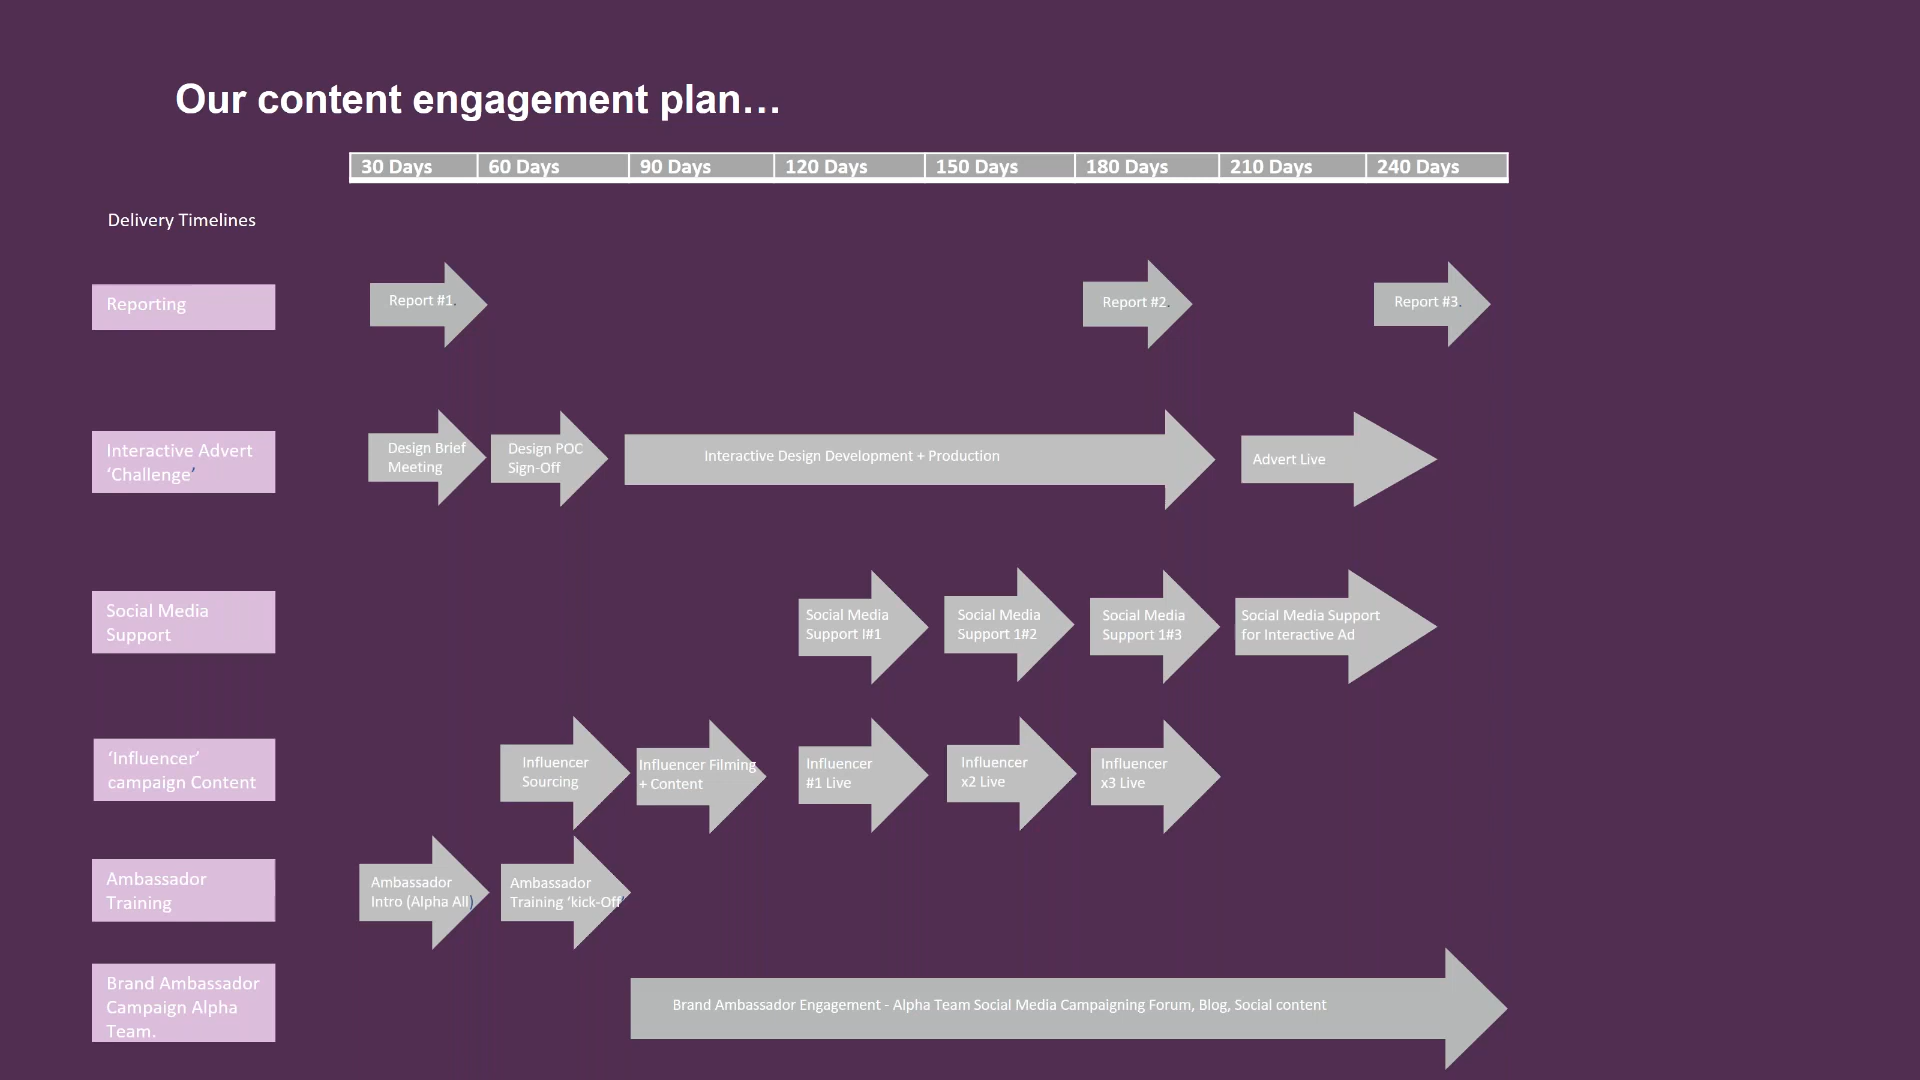 Our content engagement plan…
30 Days 60 Days 90 Days 120 Days 150 Days 180 Days 210 Days 240 Days
Delivery Timelines
Reporting
Report #1.
Report #2.
Report #3.
Interactive Advert
‘Challenge’
Design Brief
Meeting
Design POC
Sign-Off
Interactive Design Development + Production
Advert Live
Social Media
Support
Social Media
Support I#1
Social Media
Support 1#2
Social Media
Support 1#3
Social Media Support
for Interactive Ad
‘Influencer’
campaign Content
Influencer
Sourcing
Influencer Filming
+ Content
Influencer
#1 Live
Influencer
x2 Live
Influencer
x3 Live
Ambassador
Training
Ambassador
Intro (Alpha All)
Ambassador
Training ‘kick-Off’
Brand Ambassador
Campaign Alpha
Team.
Brand Ambassador Engagement - Alpha Team Social Media Campaigning Forum, Blog, Social content